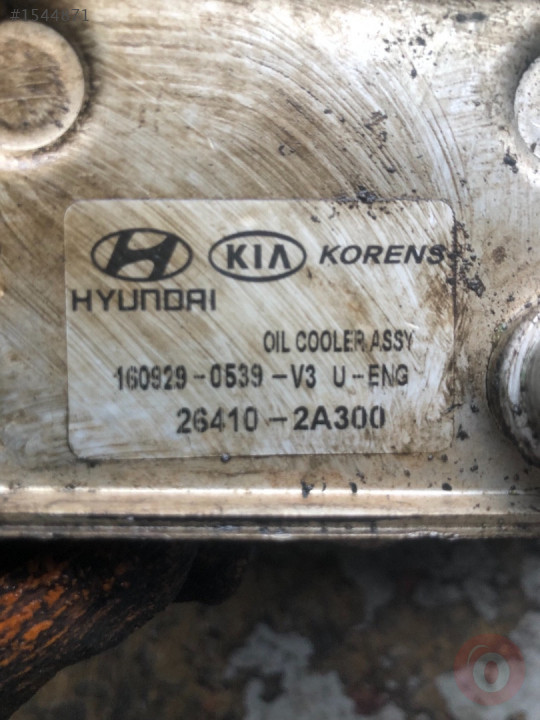 HYUNDAI KIA KORENS
OIL COOLER ASSY
160929-0539-V3 U-ENG
26410-2A300